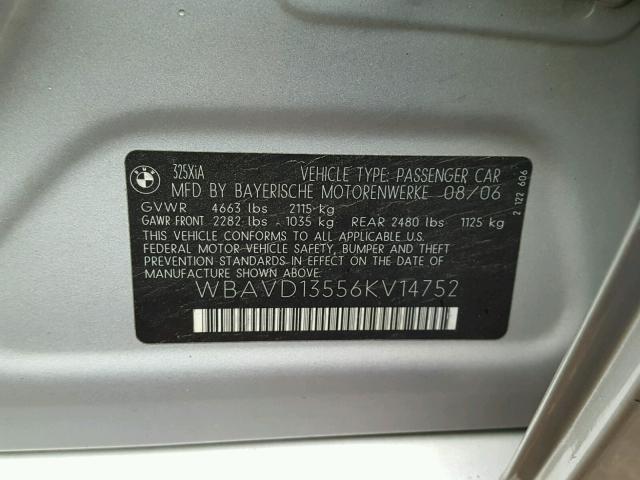 BMW
325XiA VEHICLE TYPE: PASSENGER CAR
MFD BY BAYERISCHE MOTORENWERKE 08/06
GVWR 4663 lbs 2115 kg
GAWR FRONT 2282 lbs - 1035 kg REAR 2480 lbs 1125 kg
THIS VEHICLE CONFORMS TO ALL APPLICABLE U.S.
FEDERAL MOTOR VEHICLE SAFETY, BUMPER AND THEFT
PREVENTION STANDARDS IN EFFECT ON THE DATE OF
MANUFACTURE SHOWN ABOVE.
WBAVD13556KV14752
2 122 606